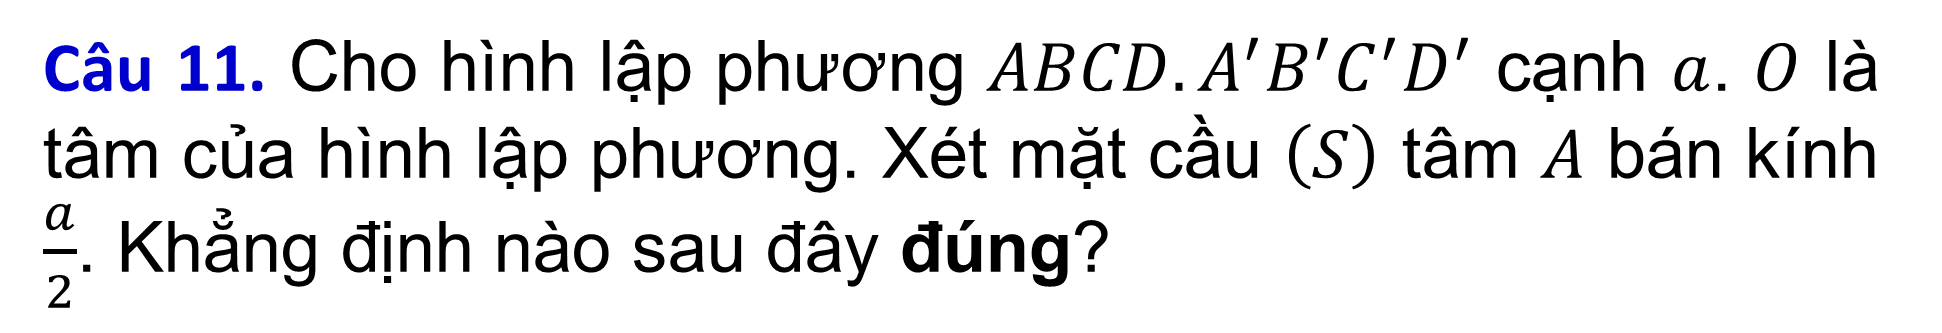 Câu 11. Cho hình lập phương ABCD.A'B'C'D' cạnh a. O là
tâm của hình lập phương. Xét mặt cầu (S) tâm A bán kính
a/2. Khẳng định nào sau đây đúng?